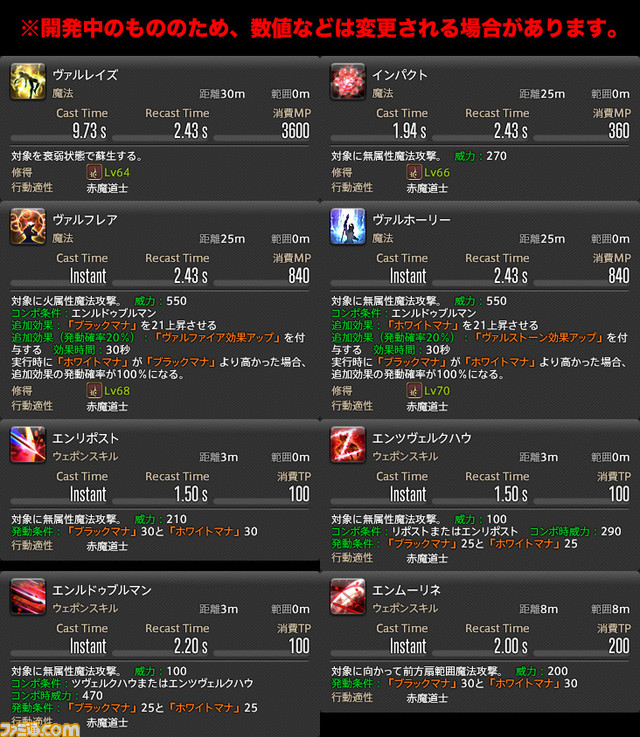 ※開発中のもののため、数値などは変更される場合があります。
ヴァルレイズ
魔法 距離30m 範囲0m
Cast Time Recast Time 消費MP
9.73 s 2.43 s 3600
対象を衰弱状態で蘇生する。
修得 Lv64
行動適性 赤魔道士
インパクト
魔法 距離25m 範囲0m
Cast Time Recast Time 消費MP
1.94 s 2.43 s 360
対象に無属性魔法攻撃。 威力：270
修得 Lv66
行動適性 赤魔道士
ヴァルフレア
魔法 距離25m 範囲0m
Cast Time Recast Time 消費MP
Instant 2.43 s 840
対象に火属性魔法攻撃。 威力：550
コンボ条件：エンルドゥブルマン
追加効果：「ブラックマナ」を21上昇させる
追加効果（発動確率20％）：「ヴァルファイア効果アップ」を付
与する 効果時間：30秒
実行時に「ホワイトマナ」が「ブラックマナ」より高かった場合、
追加効果の発動確率が100％になる。
修得 Lv68
行動適性 赤魔道士
ヴァルホーリー
魔法 距離25m 範囲0m
Cast Time Recast Time 消費MP
Instant 2.43 s 840
対象に無属性魔法攻撃。 威力：550
コンボ条件：エンルドゥブルマン
追加効果：「ホワイトマナ」を21上昇させる
追加効果（発動確率20％）：「ヴァルストーン効果アップ」を付
与する 効果時間：30秒
実行時に「ブラックマナ」が「ホワイトマナ」より高かった場合、
追加効果の発動確率が100％になる。
修得 Lv70
行動適性 赤魔道士
エンリポスト
ウェポンスキル 距離3m 範囲0m
Cast Time Recast Time 消費TP
Instant 1.50 s 100
対象に無属性魔法攻撃。 威力：210
発動条件：「ブラックマナ」30と「ホワイトマナ」30
行動適性 赤魔道士
エンツヴェルクハウ
ウェポンスキル 距離3m 範囲0m
Cast Time Recast Time 消費TP
Instant 1.50 s 100
対象に無属性魔法攻撃。 威力：100
コンボ条件：リポストまたはエンリポスト コンボ時威力：290
発動条件：「ブラックマナ」25と「ホワイトマナ」25
行動適性 赤魔道士
エンルドゥブルマン
ウェポンスキル 距離3m 範囲0m
Cast Time Recast Time 消費TP
Instant 2.20 s 100
対象に無属性魔法攻撃。 威力：100
コンボ条件：ツヴェルクハウまたはエンツヴェルクハウ
コンボ時威力：470
発動条件：「ブラックマナ」25と「ホワイトマナ」25
行動適性 赤魔道士
エンムーリネ
ウェポンスキル 距離8m 範囲8m
Cast Time Recast Time 消費TP
Instant 2.00 s 200
対象に向かって前方扇範囲魔法攻撃。 威力：200
発動条件：「ブラックマナ」30と「ホワイトマナ」30
行動適性 赤魔道士
ファミ通.com